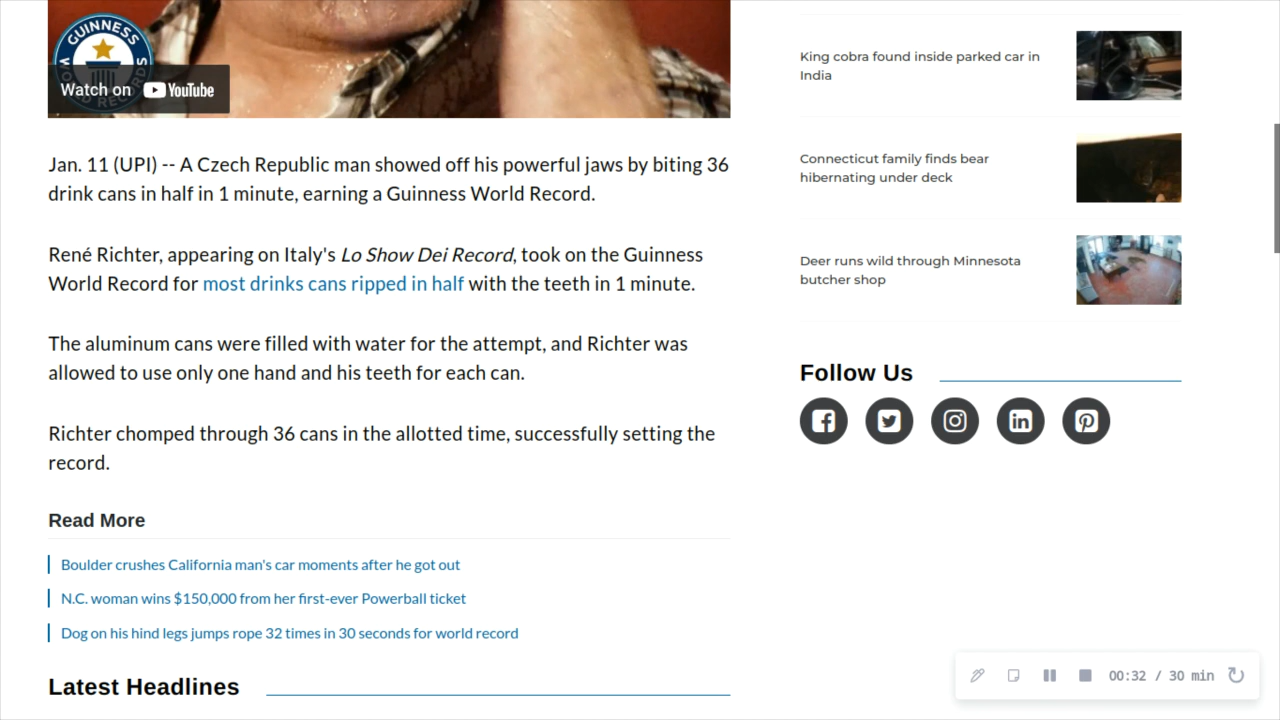 GUINNESS
WORLD RECORDS
Watch on YouTube
Jan. 11 (UPI) -- A Czech Republic man showed off his powerful jaws by biting 36
drink cans in half in 1 minute, earning a Guinness World Record.
René Richter, appearing on Italy's Lo Show Dei Record, took on the Guinness
World Record for most drinks cans ripped in half with the teeth in 1 minute.
The aluminum cans were filled with water for the attempt, and Richter was
allowed to use only one hand and his teeth for each can.
Richter chomped through 36 cans in the allotted time, successfully setting the
record.
Read More
Boulder crushes California man's car moments after he got out
N.C. woman wins $150,000 from her first-ever Powerball ticket
Dog on his hind legs jumps rope 32 times in 30 seconds for world record
Latest Headlines
King cobra found inside parked car in
India
Connecticut family finds bear
hibernating under deck
Deer runs wild through Minnesota
butcher shop
Follow Us
00:32 / 30 min